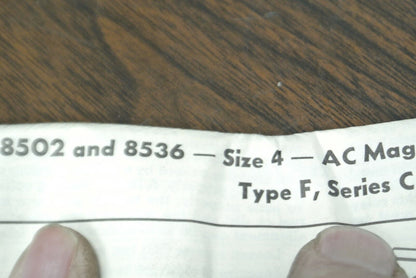 8502 and 8536 — Size 4 — AC Mag
Type F, Series C